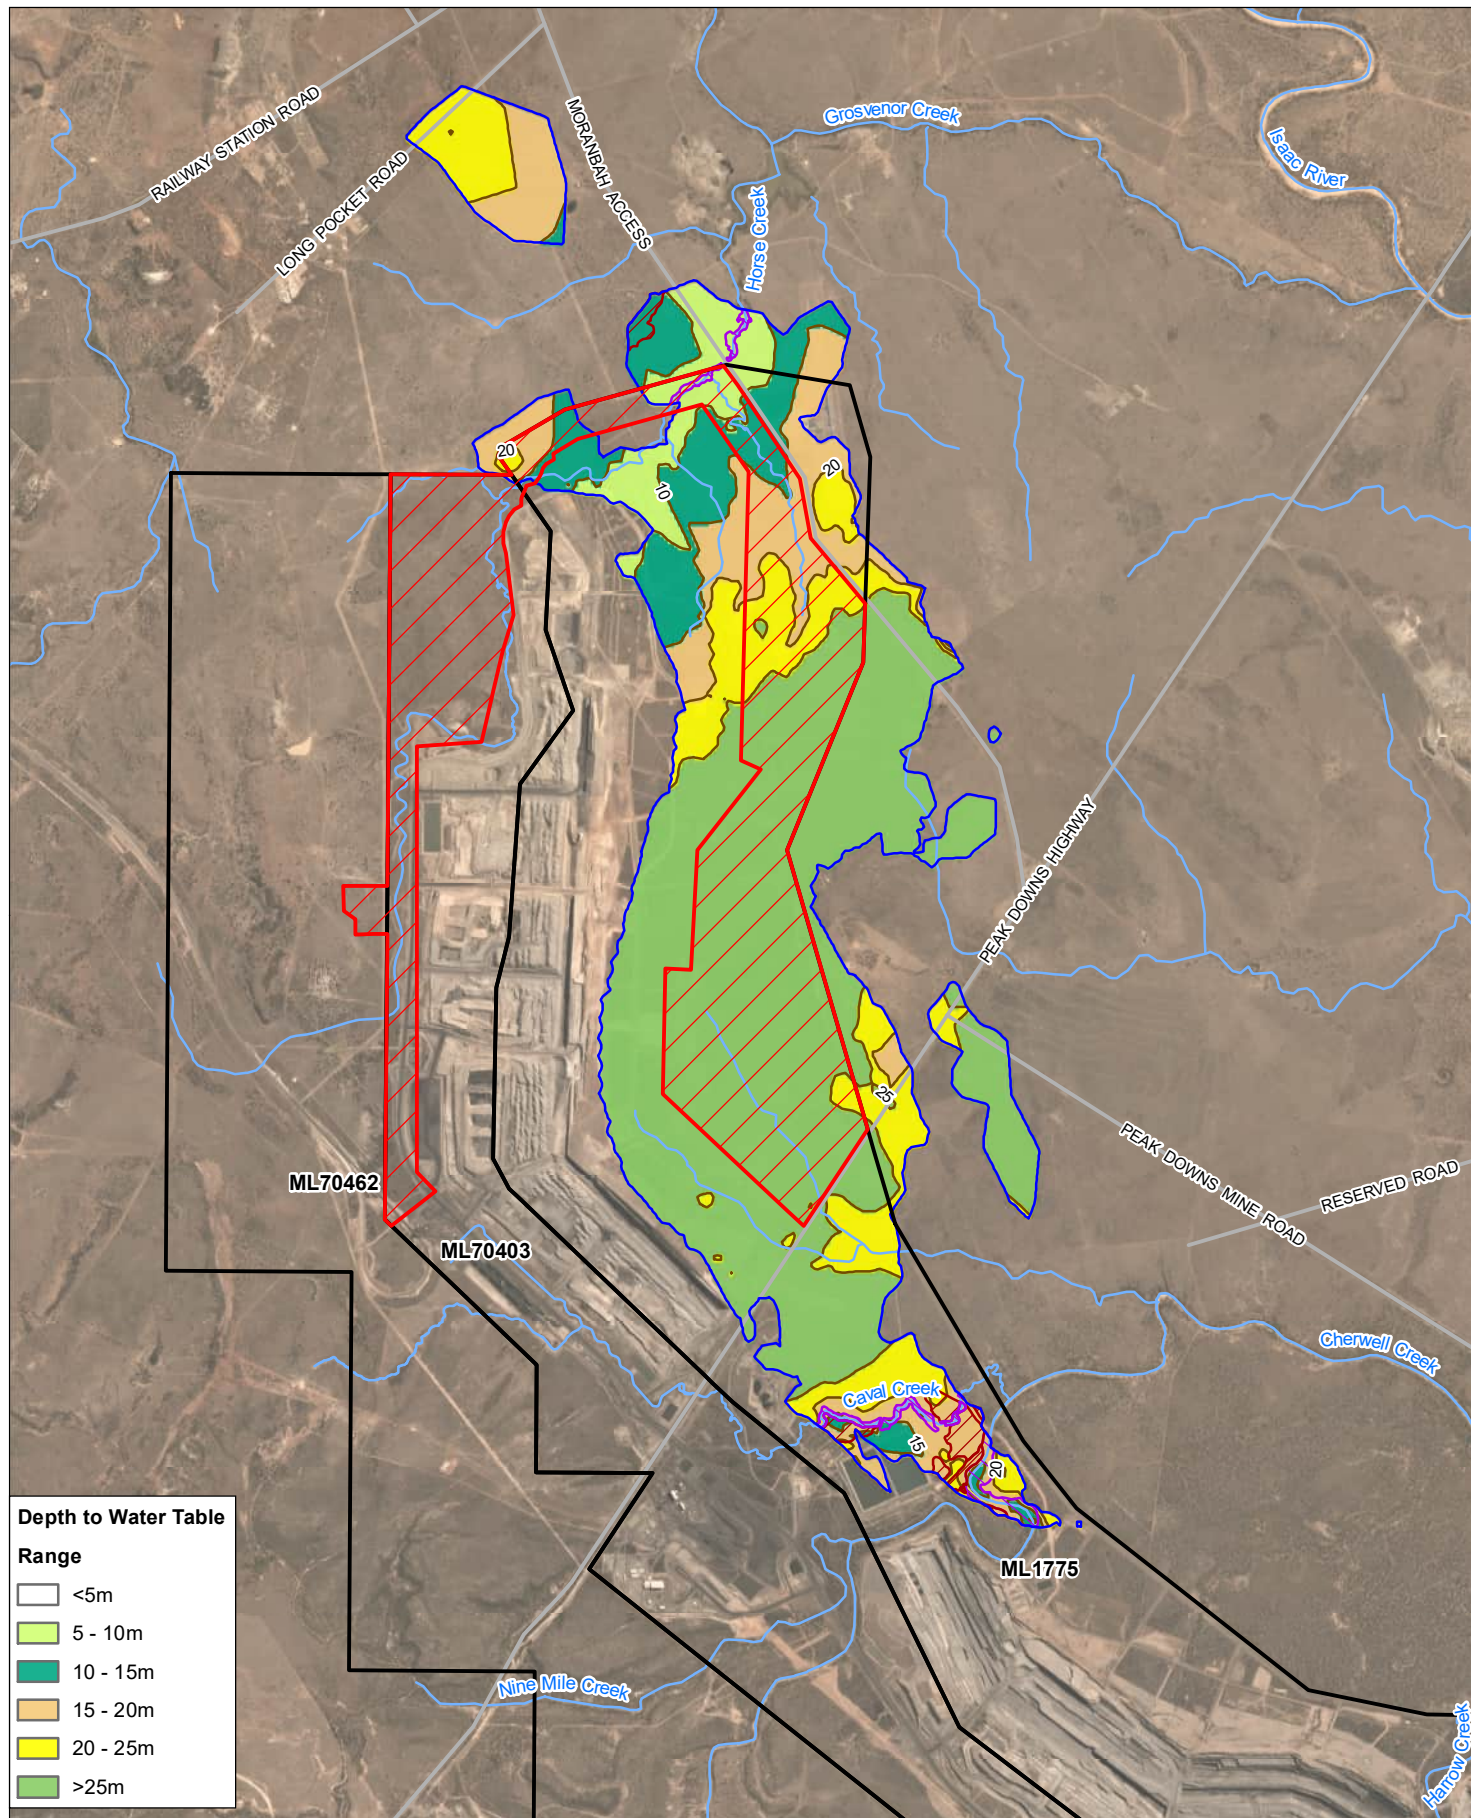 Grosvenor Creek
Isaac River
RAILWAY STATION ROAD
LONG POCKET ROAD
MORANBAH ACCESS
Horse Creek
20
20
10
PEAK DOWNS HIGHWAY
25
PEAK DOWNS MINE ROAD
RESERVED ROAD
ML70462
ML70403
Cherwell Creek
Caval Creek
15
20
ML1775
Nine Mile Creek
Harrow Creek
Depth to Water Table
Range
<5m
5 - 10m
10 - 15m
15 - 20m
20 - 25m
>25m